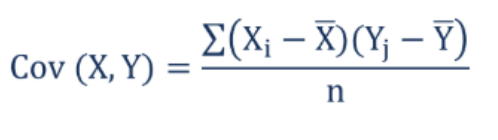 Cov (X, Y) = ∑(Xᵢ − X̅)(Yⱼ − Y̅) / n